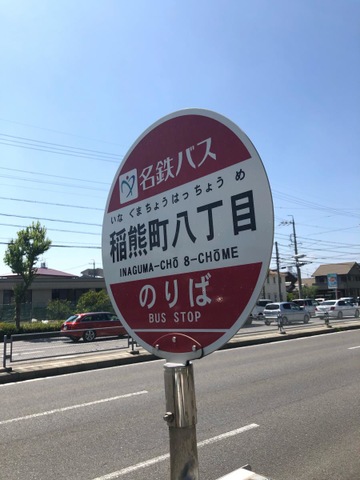 名鉄バス
いなぐまちょうはっちょうめ
稲熊町八丁目
INAGUMA-CHŌ 8-CHŌME
のりば
BUS STOP